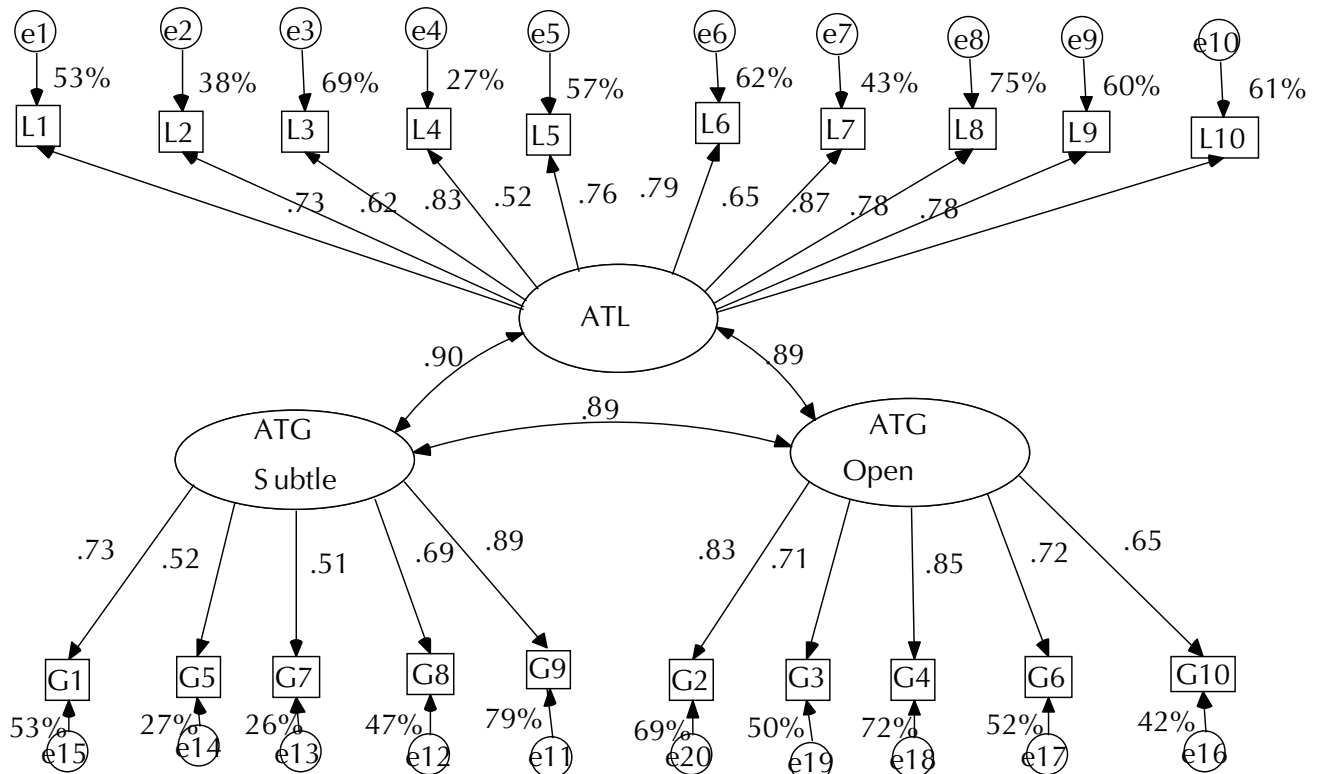 e1 e2 e3 e4 e5 e6 e7 e8 e9 e10
53% 38% 69% 27% 57% 62% 43% 75% 60% 61%
L1 L2 L3 L4 L5 L6 L7 L8 L9 L10
.73 .62 .83 .52 .76 .79 .65 .87 .78 .78
ATL
.90 .89
.89
ATG
Subtle
ATG
Open
.73 .52 .51 .69 .89 .83 .71 .85 .72 .65
G1 G5 G7 G8 G9 G2 G3 G4 G6 G10
53% 27% 26% 47% 79% 69% 50% 72% 52% 42%
e15 e14 e13 e12 e11 e20 e19 e18 e17 e16